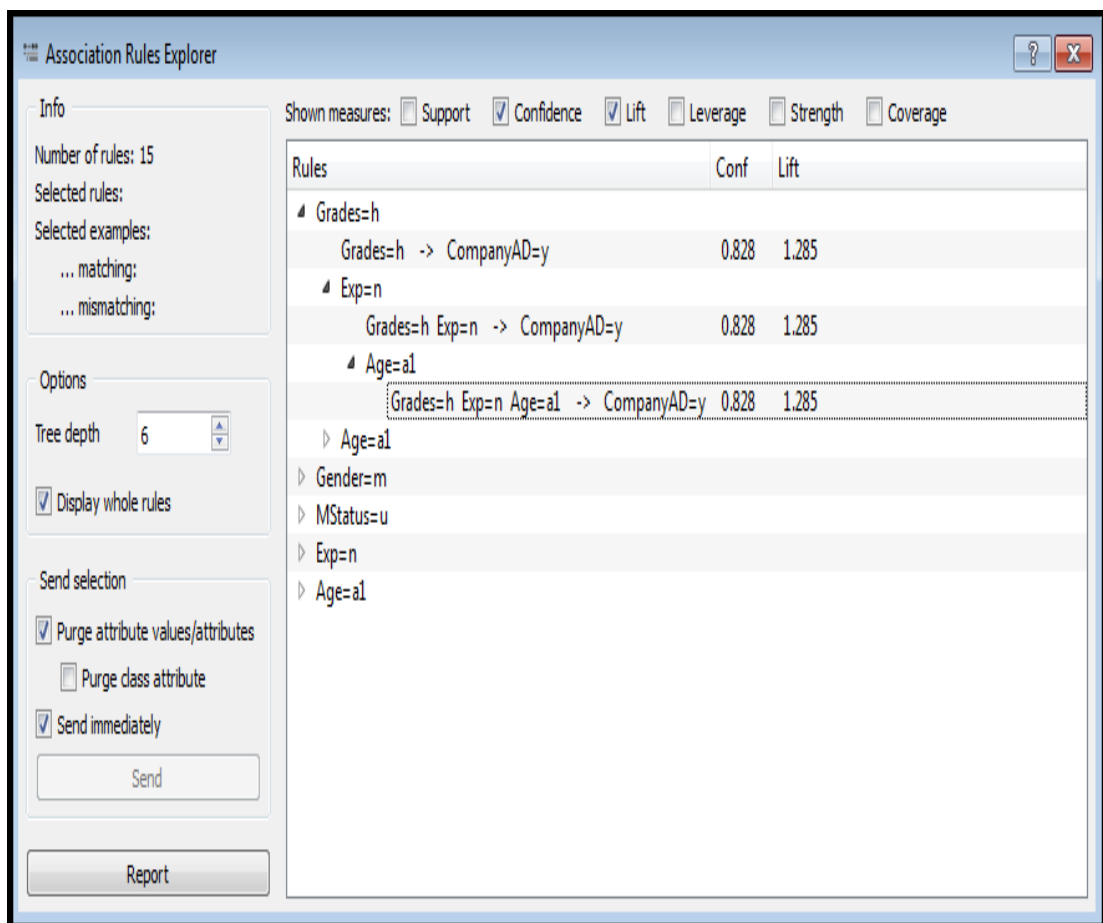 Association Rules Explorer
Info
Number of rules: 15
Selected rules:
Selected examples:
... matching:
... mismatching:
Options
Tree depth 6
Display whole rules
Send selection
Purge attribute values/attributes
Purge class attribute
Send immediately
Send
Report
Shown measures: Support Confidence Lift Leverage Strength Coverage
Rules Conf Lift
Grades=h
Grades=h -> CompanyAD=y 0.828 1.285
Exp=n
Grades=h Exp=n -> CompanyAD=y 0.828 1.285
Age=a1
Grades=h Exp=n Age=a1 -> CompanyAD=y 0.828 1.285
Age=a1
Gender=m
MStatus=u
Exp=n
Age=a1